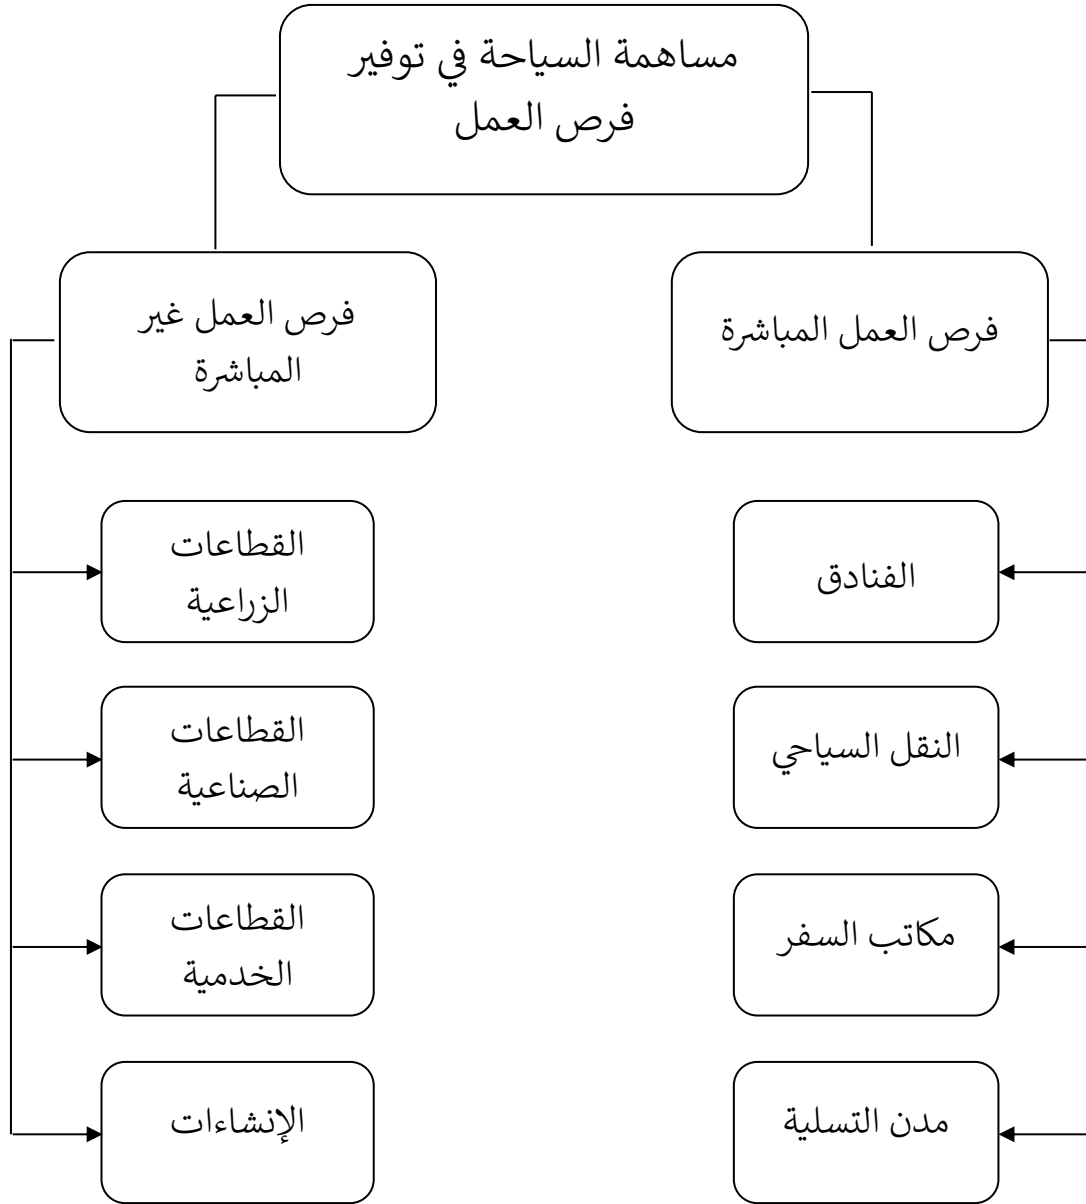 مساهمة السياحة في توفير
فرص العمل
فرص العمل المباشرة
فرص العمل غير
المباشرة
الفنادق
القطاعات
الزراعية
النقل السياحي
القطاعات
الصناعية
مكاتب السفر
القطاعات
الخدمية
مدن التسلية
الإنشاءات